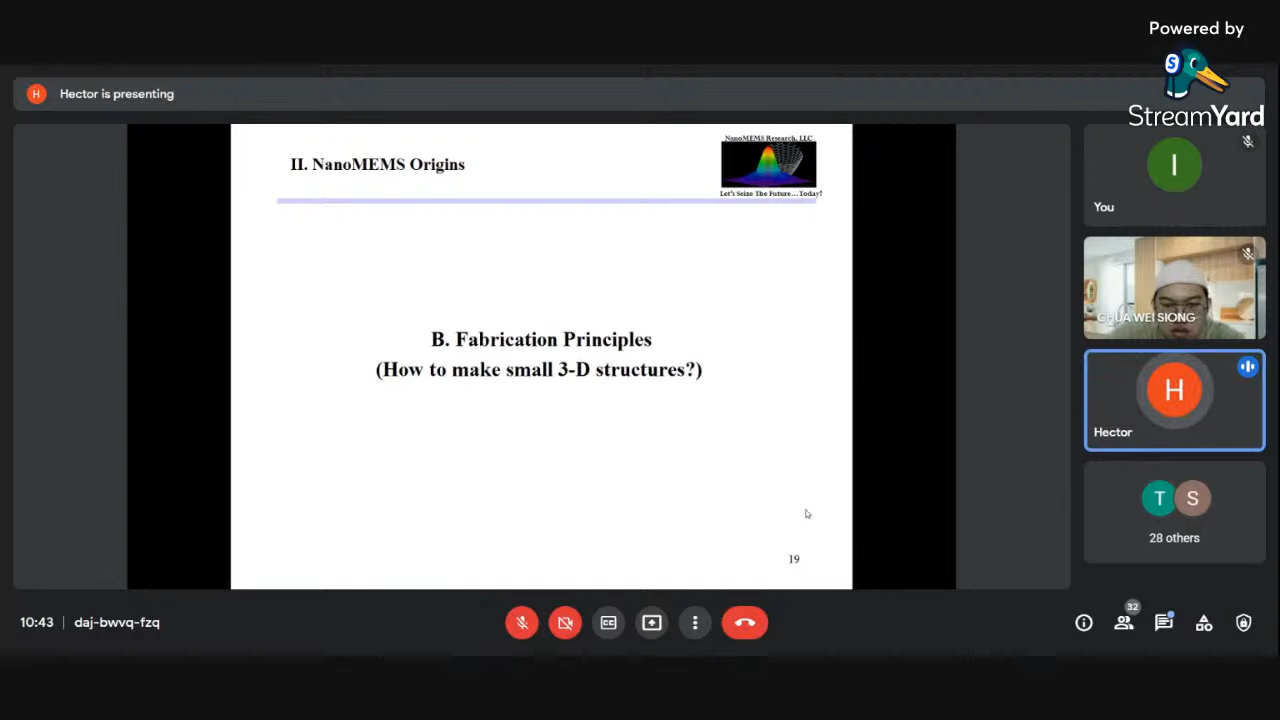 Powered by
StreamYard
H
Hector is presenting
II. NanoMEMS Origins
NanoMEMS Research, LLC
Let's Seize The Future...Today!
B. Fabrication Principles
(How to make small 3-D structures?)
19
I
You
CHUA WEI SIONG
H
Hector
T S
28 others
10:43 | daj-bwvq-fzq
CC
32